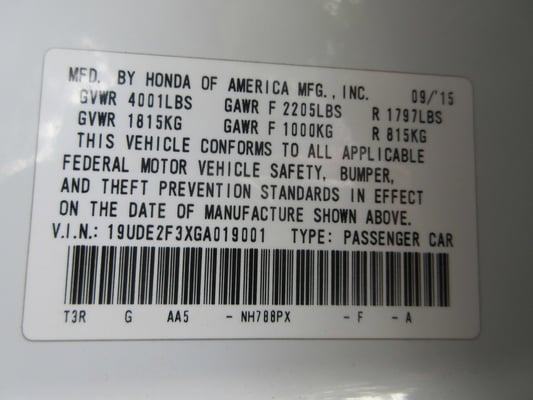 MFD. BY HONDA OF AMERICA MFG., INC. 09/'15
GVWR 4001LBS GAWR F 2205LBS R 1797LBS
GVWR 1815KG GAWR F 1000KG R 815KG
THIS VEHICLE CONFORMS TO ALL APPLICABLE
FEDERAL MOTOR VEHICLE SAFETY, BUMPER,
AND THEFT PREVENTION STANDARDS IN EFFECT
ON THE DATE OF MANUFACTURE SHOWN ABOVE.
V.I.N.: 19UDE2F3XGA019001 TYPE: PASSENGER CAR
T3R G AA5 - NH788PX - F - A